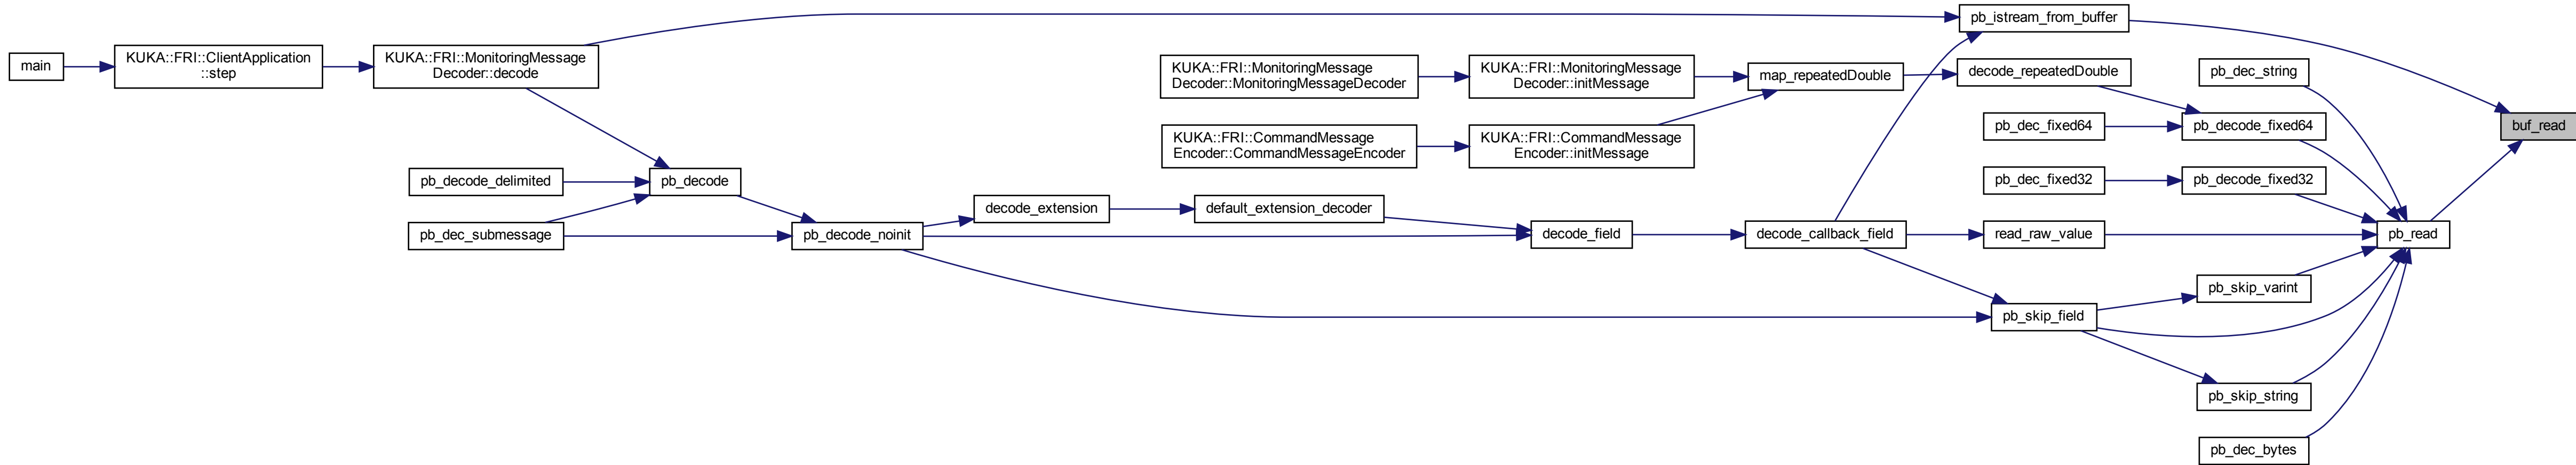 main
KUKA::FRI::ClientApplication
::step
KUKA::FRI::MonitoringMessage
Decoder::decode
pb_decode_delimited
pb_dec_submessage
pb_decode
pb_decode_noinit
decode_extension
KUKA::FRI::MonitoringMessage
Decoder::MonitoringMessageDecoder
KUKA::FRI::CommandMessage
Encoder::CommandMessageEncoder
default_extension_decoder
KUKA::FRI::MonitoringMessage
Decoder::initMessage
KUKA::FRI::CommandMessage
Encoder::initMessage
decode_field
map_repeatedDouble
decode_callback_field
pb_istream_from_buffer
decode_repeatedDouble
pb_dec_fixed64
pb_dec_fixed32
read_raw_value
pb_skip_field
pb_dec_string
pb_decode_fixed64
pb_decode_fixed32
pb_skip_varint
pb_skip_string
pb_dec_bytes
pb_read
buf_read